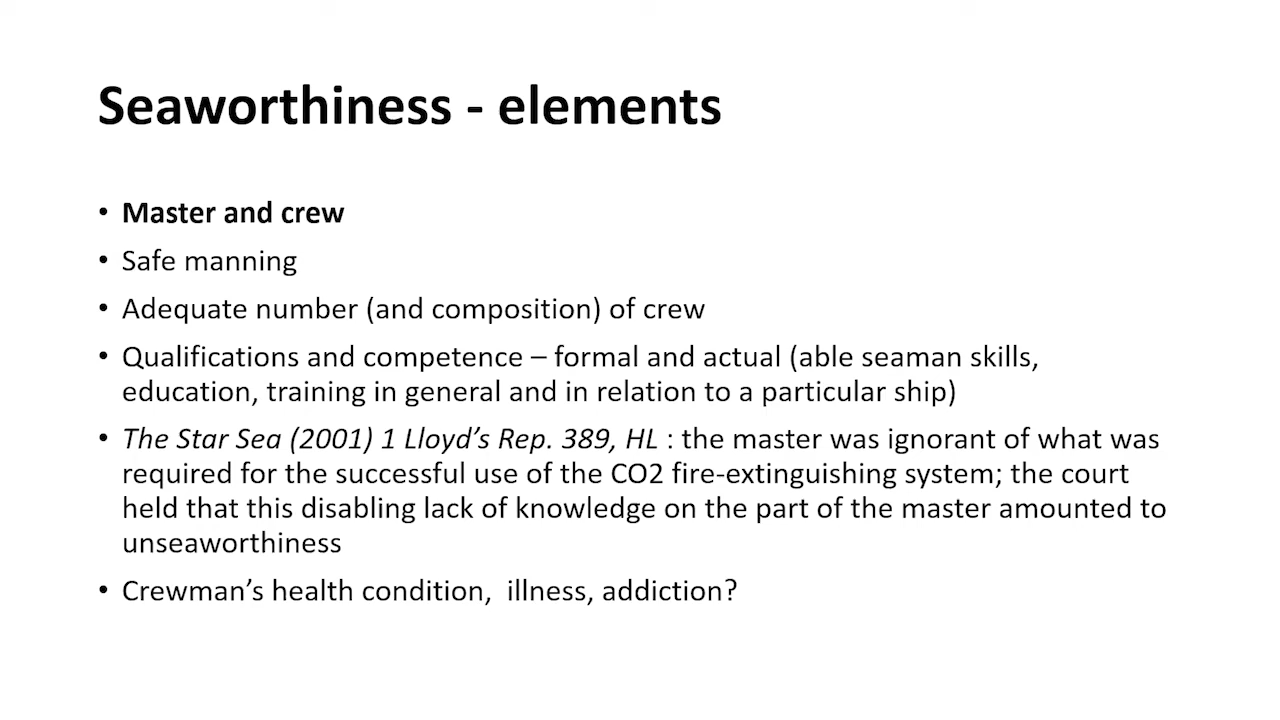 Seaworthiness - elements
• Master and crew
• Safe manning
• Adequate number (and composition) of crew
• Qualifications and competence – formal and actual (able seaman skills,
education, training in general and in relation to a particular ship)
• The Star Sea (2001) 1 Lloyd’s Rep. 389, HL : the master was ignorant of what was
required for the successful use of the CO2 fire-extinguishing system; the court
held that this disabling lack of knowledge on the part of the master amounted to
unseaworthiness
• Crewman’s health condition,  illness, addiction?